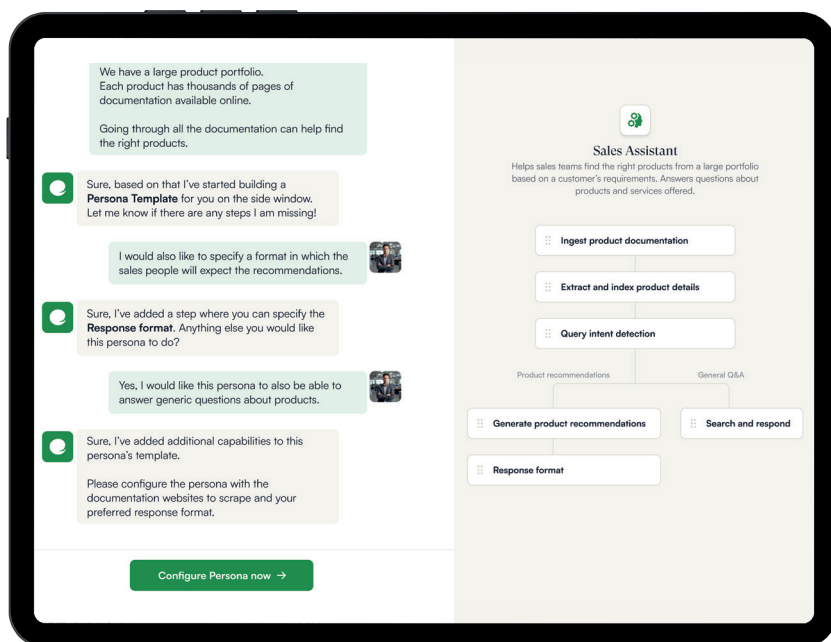 We have a large product portfolio.
Each product has thousands of pages of
documentation available online.
Going through all the documentation can help find
the right products.
Sure, based on that I've started building a
Persona Template for you on the side window.
Let me know if there are any steps I am missing!
I would also like to specify a format in which the
sales people will expect the recommendations.
Sure, I've added a step where you can specify the
Response format. Anything else you would like
this persona to do?
Yes, I would like this persona to also be able to
answer generic questions about products.
Sure, I've added additional capabilities to this
persona's template.
Please configure the persona with the
documentation websites to scrape and your
preferred response format.
Configure Persona now →
Sales Assistant
Helps sales teams find the right products from a large portfolio
based on a customer's requirements. Answers questions about
products and services offered.
Ingest product documentation
Extract and index product details
Query intent detection
Product recommendations
General Q&A
Generate product recommendations
Search and respond
Response format